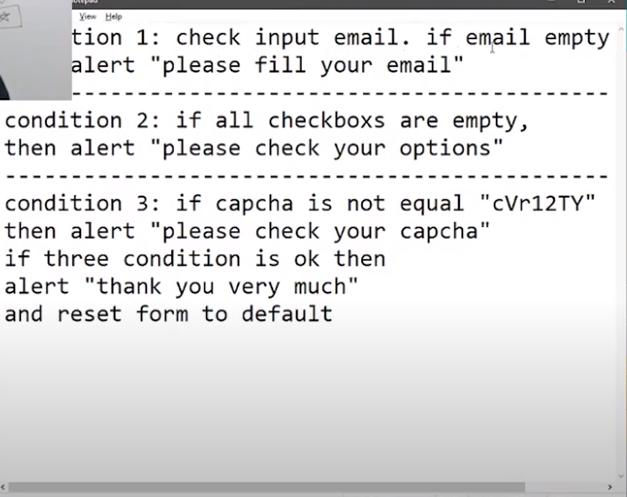 notepad
View Help
tion 1: check input email. if email empty
alert "please fill your email"
-----------------------------------------------
condition 2: if all checkboxs are empty,
then alert "please check your options"
-----------------------------------------------
condition 3: if capcha is not equal "cVr12TY"
then alert "please check your capcha"
if three condition is ok then
alert "thank you very much"
and reset form to default